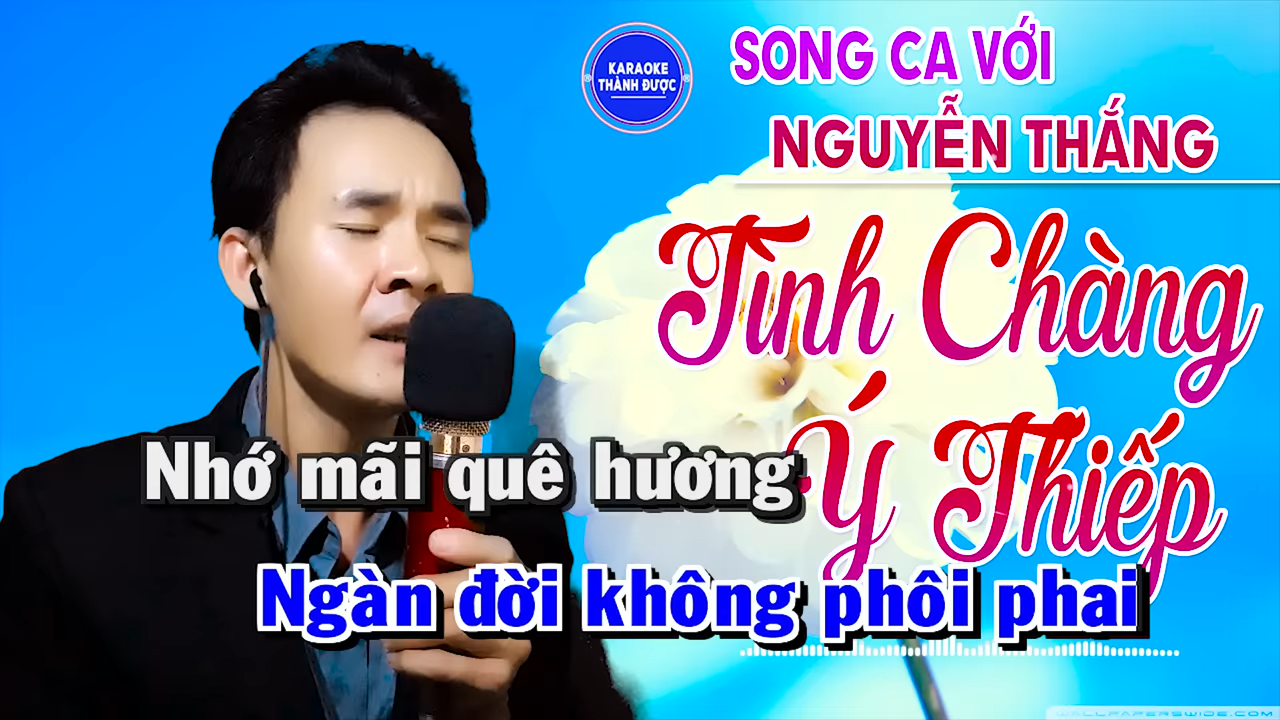 KARAOKE
THÀNH ĐƯỢC
SONG CA VỚI
NGUYỄN THẮNG
Tình Chàng
Ý Thiếp
Nhớ mãi quê hương
Ngàn đời không phôi phai
WALLPAPERSWIDE.COM